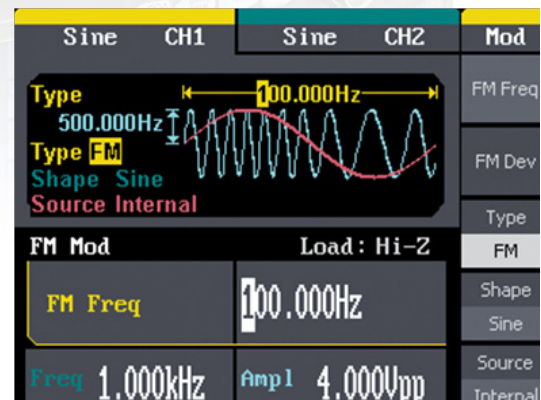 Sine CH1
Sine CH2
Mod
Type
100.000Hz
500.000Hz
Type FM
Shape Sine
Source Internal
FM Mod
Load: Hi-Z
FM Freq
100.000Hz
Freq 1.000kHz
Ampl 4.000Vpp
FM Freq
FM Dev
Type
FM
Shape
Sine
Source
Internal